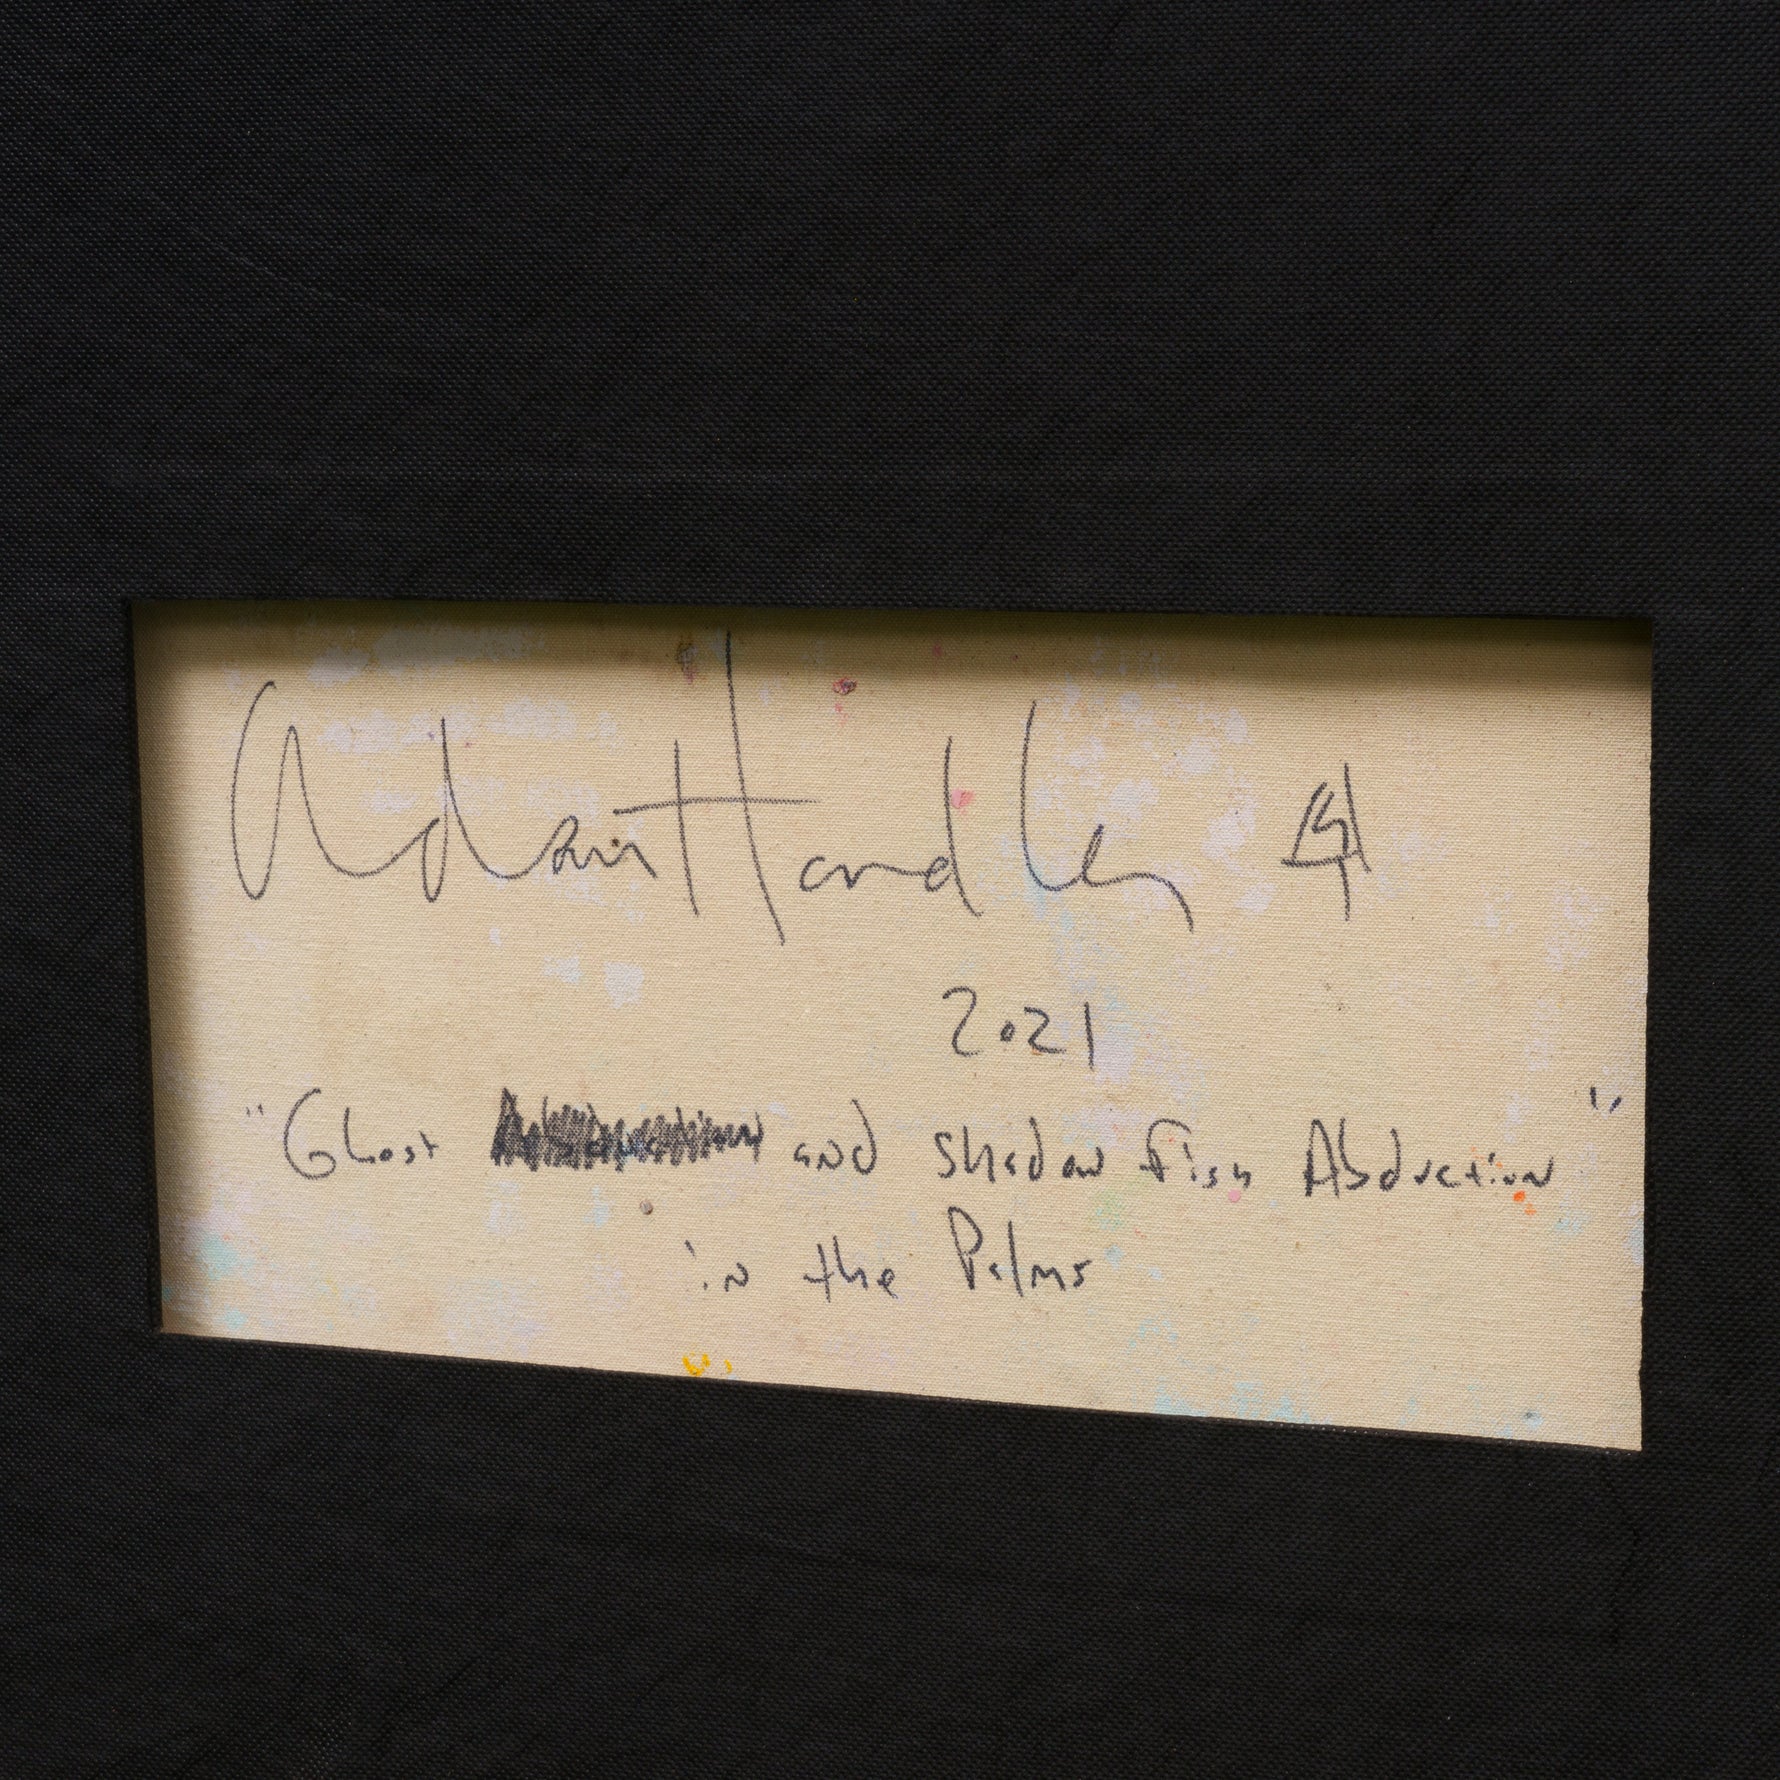 Adam Handler
2021
"Ghost and shadow Fish Abduction"
in the Palms